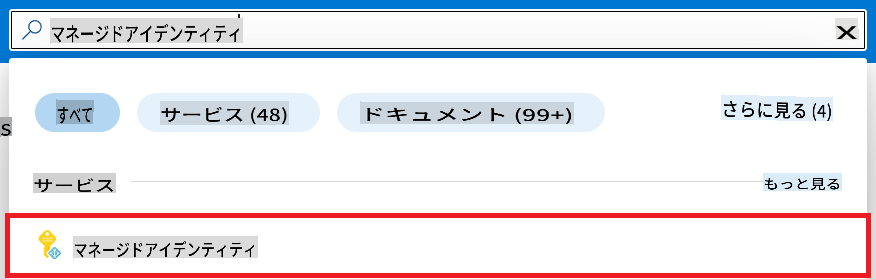 マネージドアイデンティティ
すべて サービス (48) ドキュメント (99+) さらに見る (4)
s
サービス もっと見る
マネージドアイデンティティ